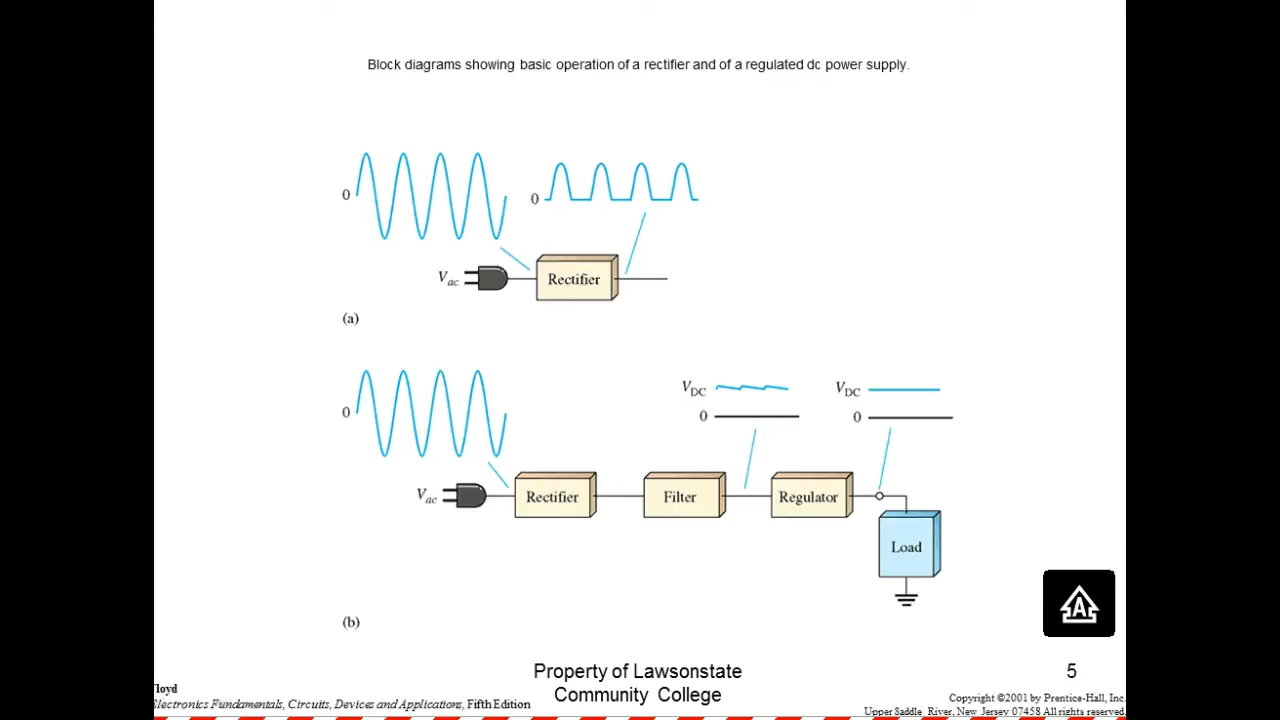 Block diagrams showing basic operation of a rectifier and of a regulated dc power supply.
0
0
Vac
Rectifier
(a)
0
VDC
0
VDC
0
Vac
Rectifier
Filter
Regulator
Load
(b)
A
Property of Lawsonstate
Community College
5
loyd
lectronics Fundamentals, Circuits, Devices and Applications, Fifth Edition
Copyright ©2001 by Prentice-Hall, Inc.
Upper Saddle River, New Jersey 07458 All rights reserved.